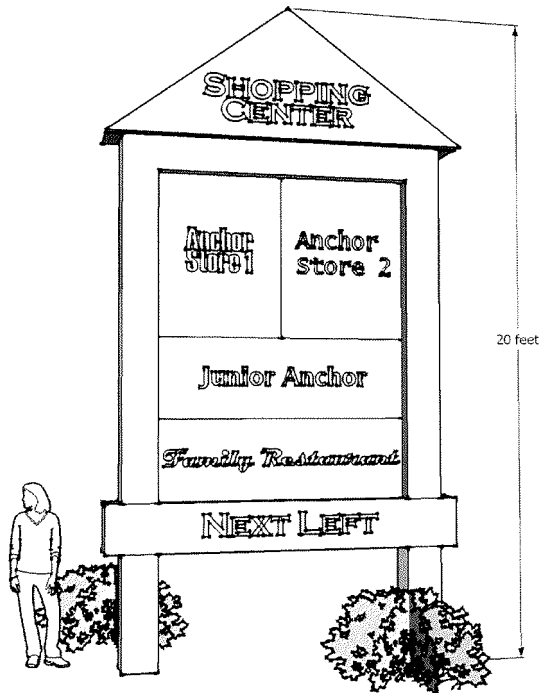 SHOPPING
CENTER
Anchor
Store 1
Anchor
Store 2
20 feet
Junior Anchor
Family Restaurant
NEXT LEFT